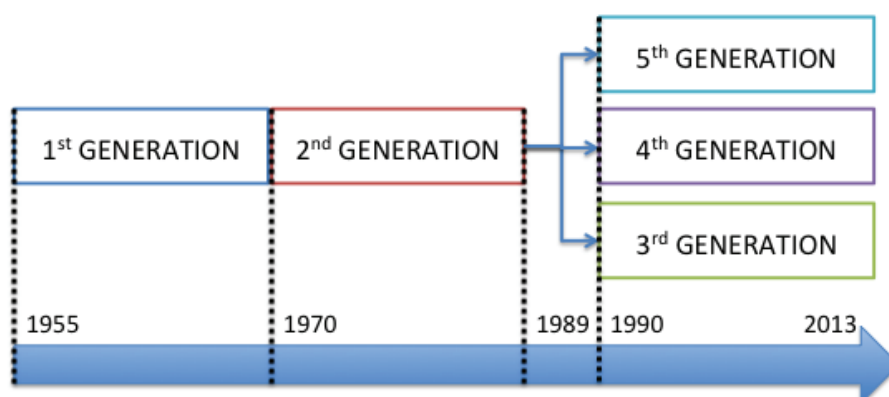 5th GENERATION
1st GENERATION
2nd GENERATION
4th GENERATION
3rd GENERATION
1955
1970
1989
1990
2013